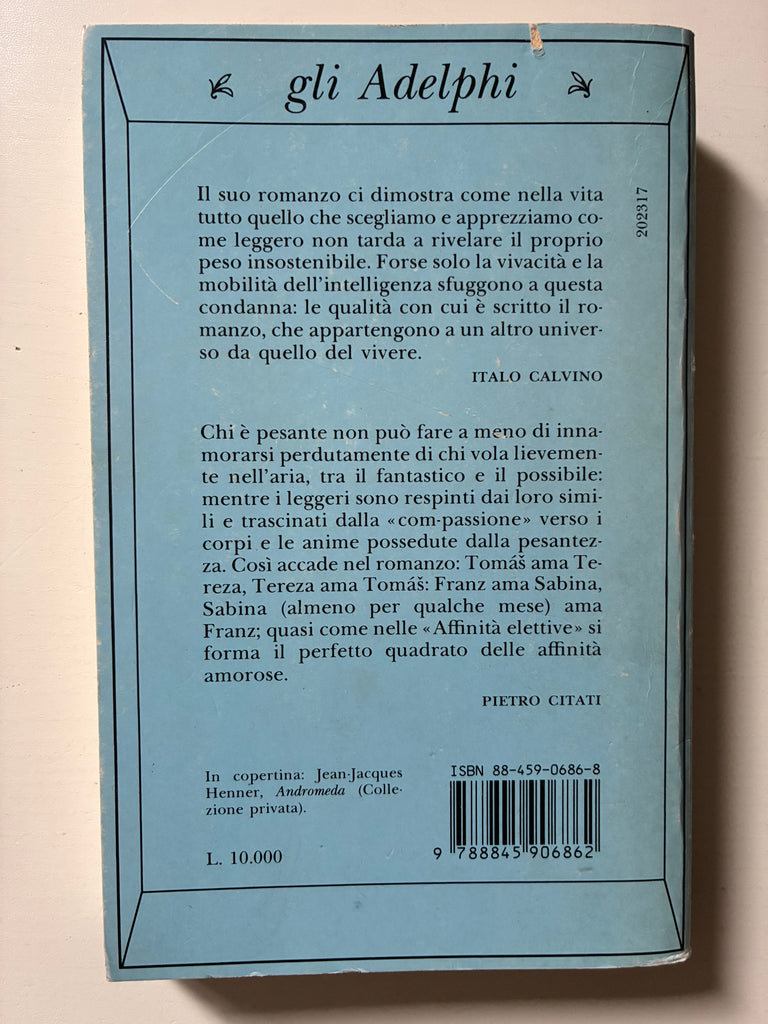 gli Adelphi
202317
Il suo romanzo ci dimostra come nella vita
tutto quello che scegliamo e apprezziamo co-
me leggero non tarda a rivelare il proprio
peso insostenibile. Forse solo la vivacità e la
mobilità dell'intelligenza sfuggono a questa
condanna: le qualità con cui è scritto il ro-
manzo, che appartengono a un altro univer-
so da quello del vivere.
ITALO CALVINO
Chi è pesante non può fare a meno di inna-
morarsi perdutamente di chi vola lievemen-
te nell'aria, tra il fantastico e il possibile:
mentre i leggeri sono respinti dai loro simi-
li e trascinati dalla «com-passione» verso i
corpi e le anime possedute dalla pesantez-
za. Così accade nel romanzo: Tomáš ama Te-
reza, Tereza ama Tomáš: Franz ama Sabina,
Sabina (almeno per qualche mese) ama
Franz; quasi come nelle «Affinità elettive» si
forma il perfetto quadrato delle affinità
amorose.
PIETRO CITATI
In copertina: Jean-Jacques
Henner, Andromeda (Colle-
zione privata).
L. 10.000
ISBN 88-459-0686-8
9 788845 906862